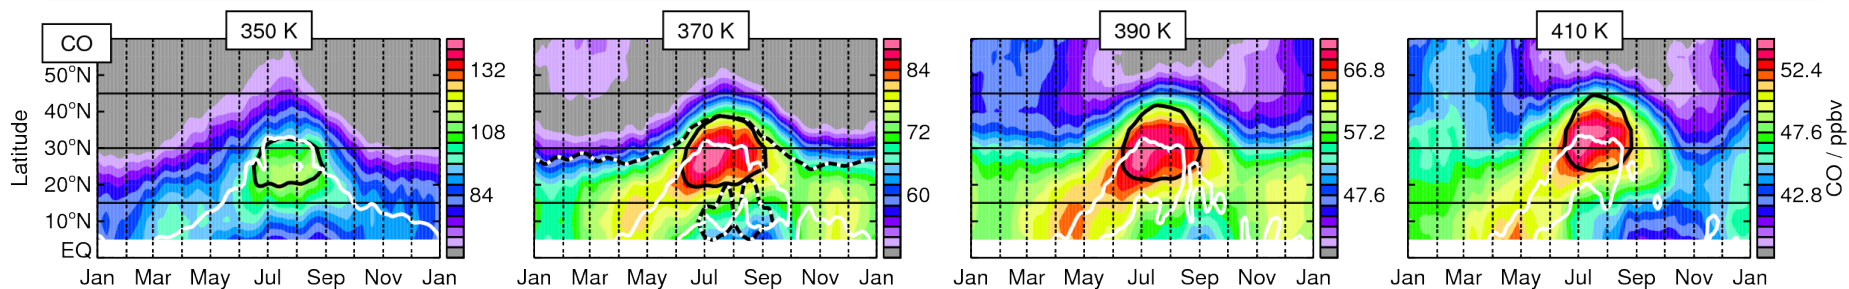 CO
350 K
370 K
390 K
410 K
Latitude
50°N
40°N
30°N
20°N
10°N
EQ
Jan Mar May Jul Sep Nov Jan
132
108
84
Jan Mar May Jul Sep Nov Jan
84
72
60
Jan Mar May Jul Sep Nov Jan
66.8
57.2
47.6
Jan Mar May Jul Sep Nov Jan
52.4
47.6
42.8
CO / ppbv